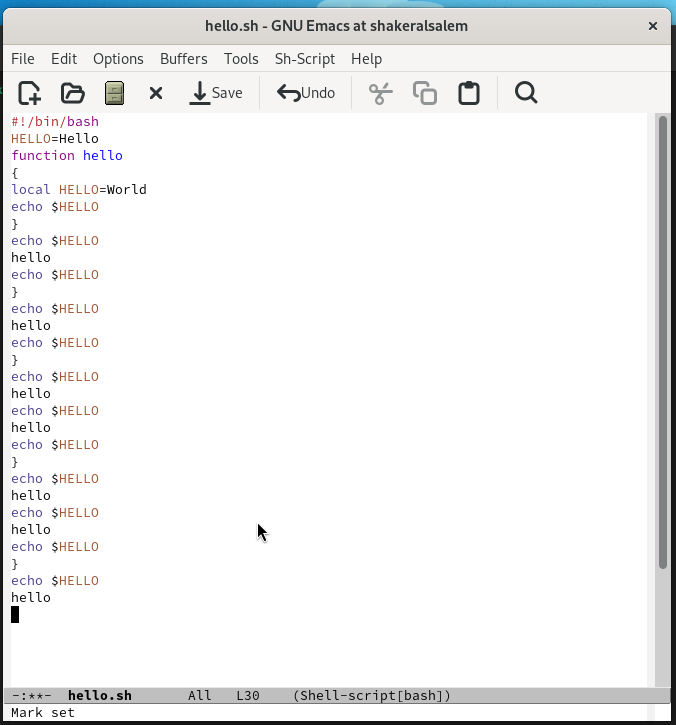 hello.sh - GNU Emacs at shakeralsalem ×
File Edit Options Buffers Tools Sh-Script Help
Save Undo
#!/bin/bash
HELLO=Hello
function hello
{
local HELLO=World
echo $HELLO
}
echo $HELLO
hello
echo $HELLO
}
echo $HELLO
hello
echo $HELLO
}
echo $HELLO
hello
echo $HELLO
hello
echo $HELLO
}
echo $HELLO
hello
echo $HELLO
hello
echo $HELLO
}
echo $HELLO
hello
-:**- hello.sh All L30 (Shell-script[bash])
Mark set